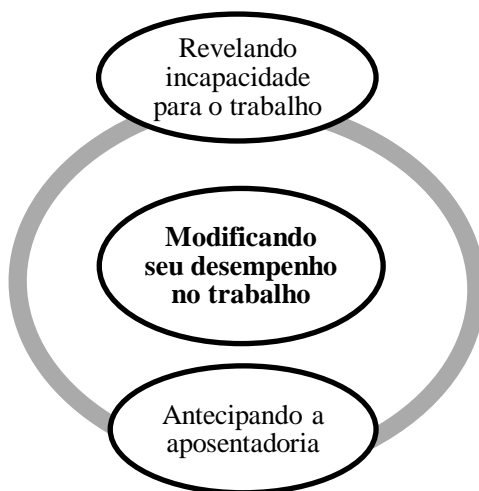 Revelando
incapacidade
para o trabalho
Modificando
seu desempenho
no trabalho
Antecipando a
aposentadoria